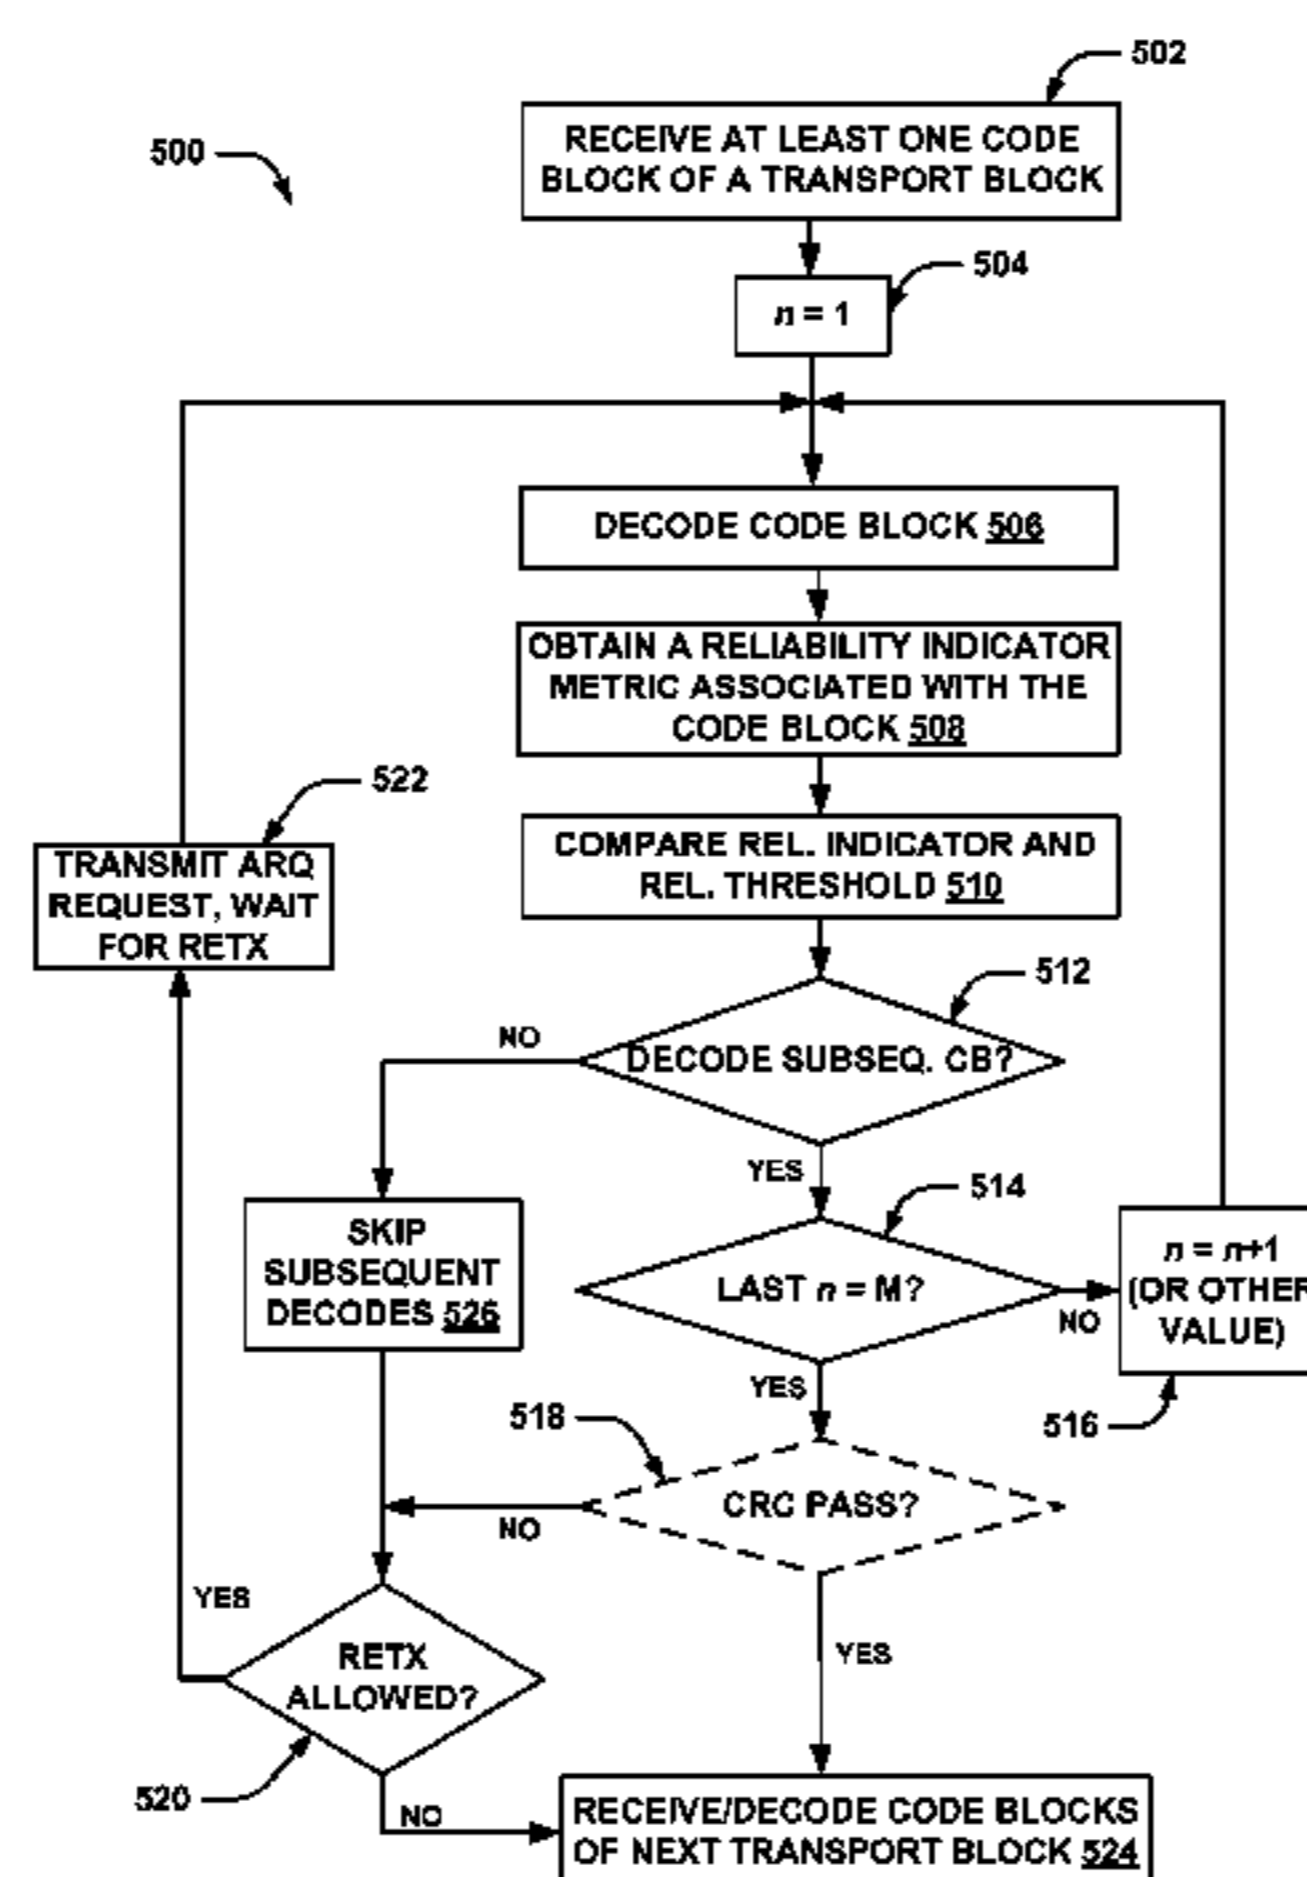 502
500
RECEIVE AT LEAST ONE CODE
BLOCK OF A TRANSPORT BLOCK
504
n = 1
DECODE CODE BLOCK 506
OBTAIN A RELIABILITY INDICATOR
METRIC ASSOCIATED WITH THE
CODE BLOCK 508
522
TRANSMIT ARQ
REQUEST, WAIT
FOR RETX
COMPARE REL. INDICATOR AND
REL. THRESHOLD 510
512
NO
DECODE SUBSEQ. CB?
YES
514
SKIP
SUBSEQUENT
DECODES 526
LAST n = M?
NO
n = n+1
(OR OTHER
VALUE)
YES
518
516
CRC PASS?
NO
YES
RETX
ALLOWED?
YES
520
NO
RECEIVE/DECODE CODE BLOCKS
OF NEXT TRANSPORT BLOCK 524